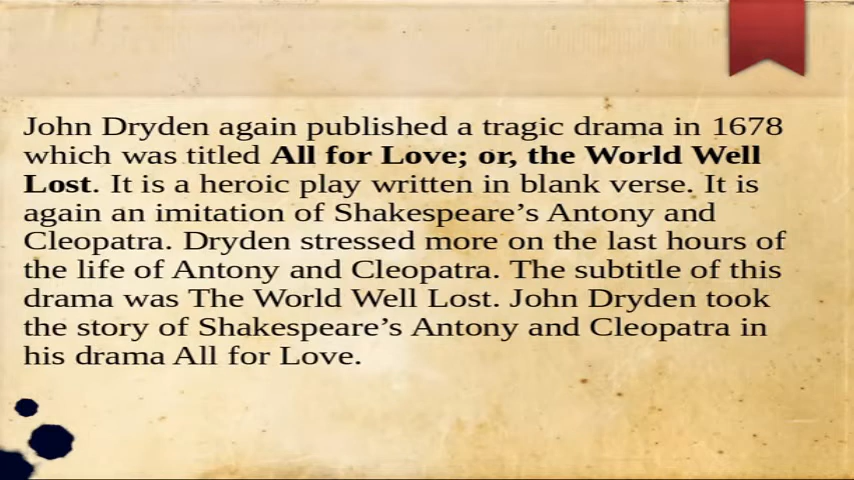 John Dryden again published a tragic drama in 1678
which was titled All for Love; or, the World Well
Lost. It is a heroic play written in blank verse. It is
again an imitation of Shakespeare’s Antony and
Cleopatra. Dryden stressed more on the last hours of
the life of Antony and Cleopatra. The subtitle of this
drama was The World Well Lost. John Dryden took
the story of Shakespeare’s Antony and Cleopatra in
his drama All for Love.